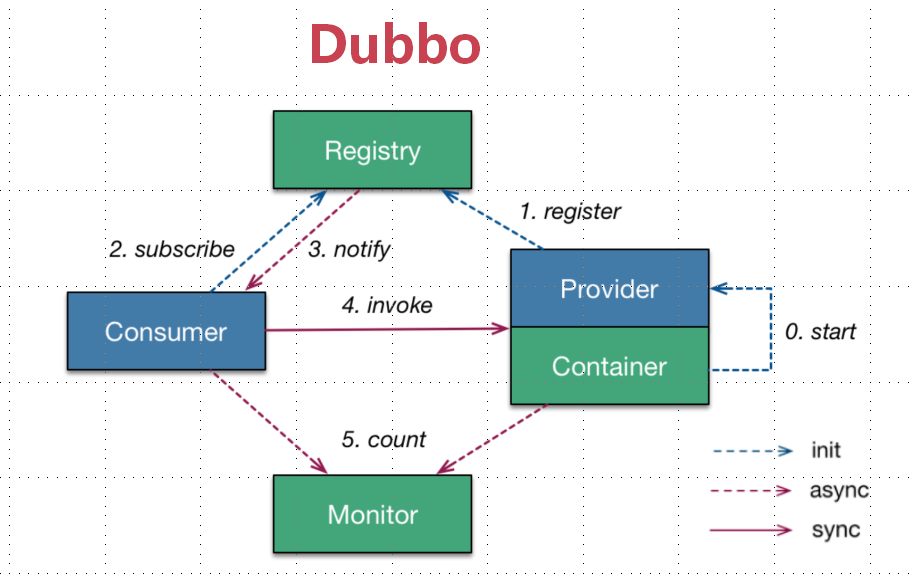 Dubbo
Registry
1. register
2. subscribe
3. notify
Provider
4. invoke
Consumer
0. start
Container
5. count
init
async
Monitor
sync